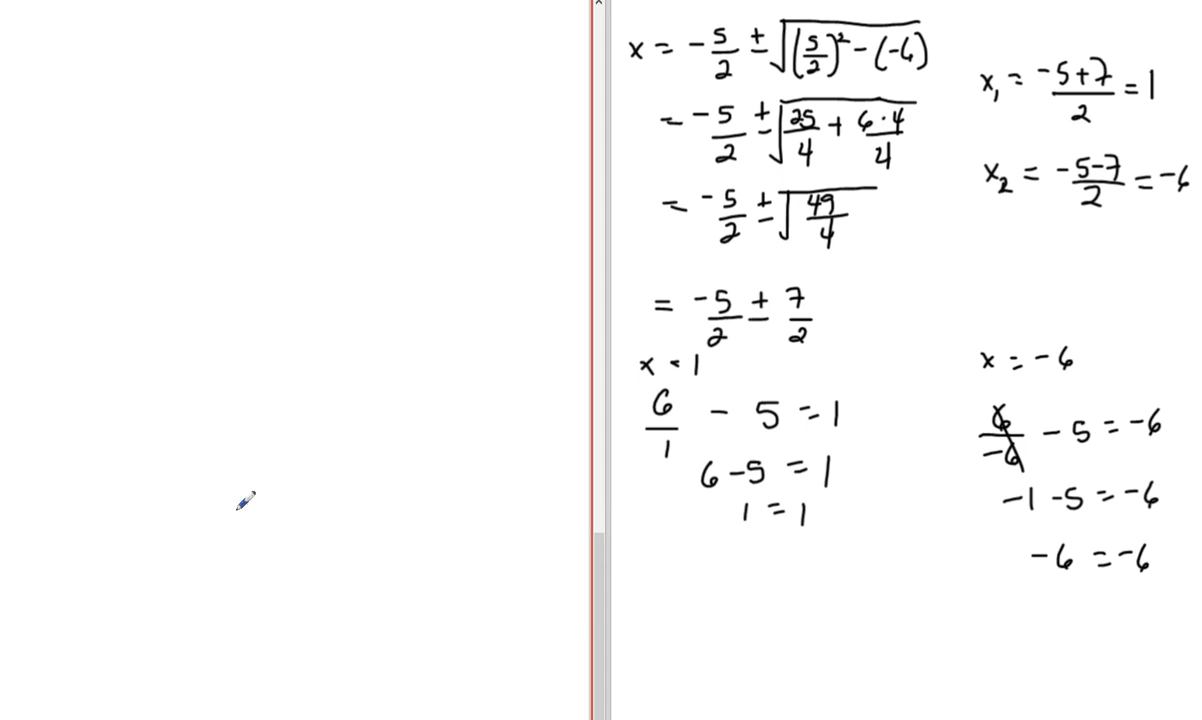 x = -5/2 ± √((5/2)² - (-6))
= -5/2 ± √(25/4 + 6·4/4)
= -5/2 ± √(49/4)
= -5/2 ± 7/2
x₁ = (-5+7)/2 = 1
x₂ = (-5-7)/2 = -6
x = 1
6/1 - 5 = 1
6 - 5 = 1
1 = 1
x = -6
6/-6 - 5 = -6
-1 - 5 = -6
-6 = -6